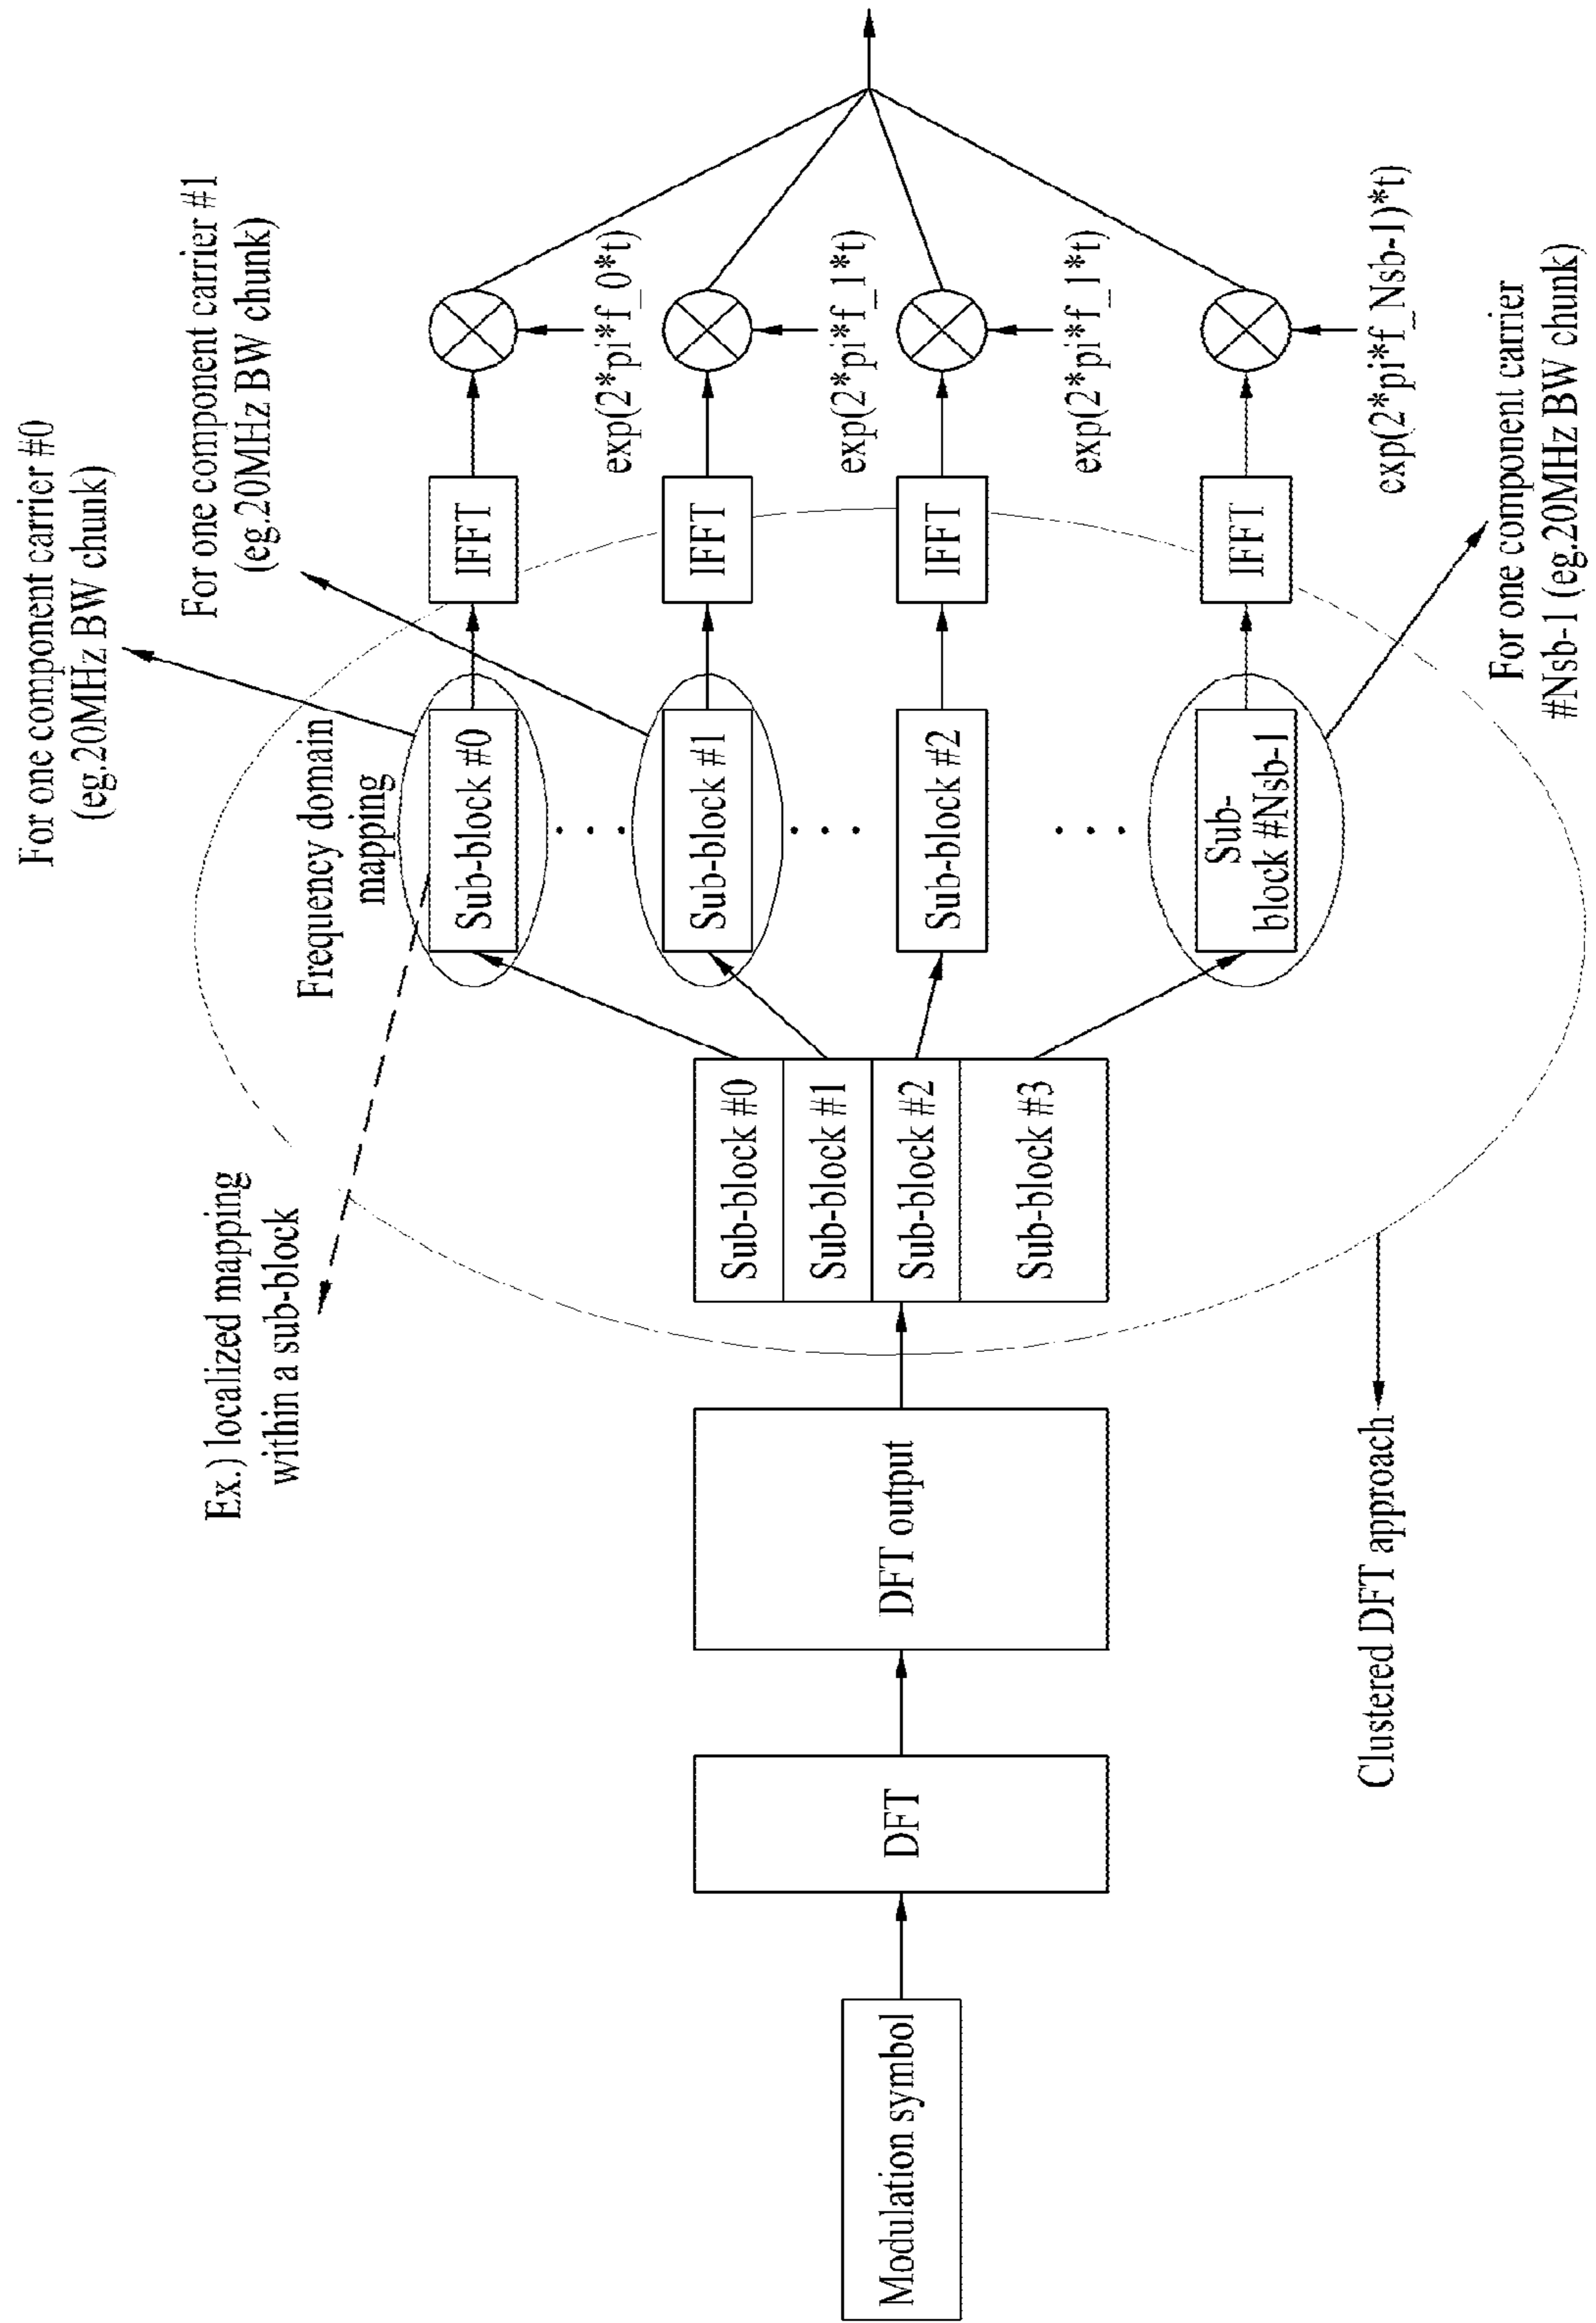 Modulation symbol
DFT
DFT output
Sub-block #0
Sub-block #1
Sub-block #2
Sub-block #3
Ex.) localized mapping
within a sub-block
Clustered DFT approach
Frequency domain
mapping
For one component carrier #0
(eg.20MHz BW chunk)
For one component carrier #1
(eg.20MHz BW chunk)
Sub-block #0
IFFT
exp(2*pi*f_0*t)
Sub-block #1
IFFT
exp(2*pi*f_1*t)
Sub-block #2
IFFT
exp(2*pi*f_1*t)
Sub-
block #Nsb-1
IFFT
exp(2*pi*f_Nsb-1)*t)
For one component carrier
#Nsb-1 (eg.20MHz BW chunk)